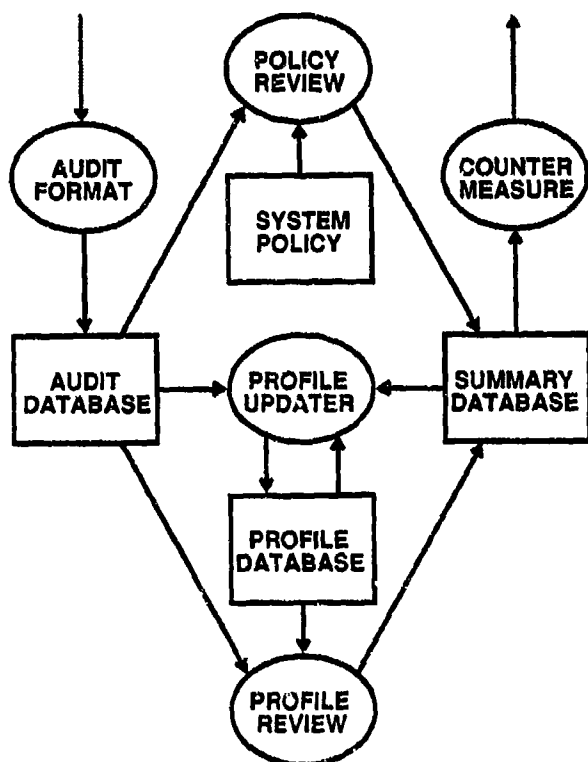 POLICY
REVIEW
AUDIT
FORMAT
COUNTER
MEASURE
SYSTEM
POLICY
AUDIT
DATABASE
PROFILE
UPDATER
SUMMARY
DATABASE
PROFILE
DATABASE
PROFILE
REVIEW